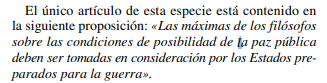 El único artículo de esta especie está contenido en
la siguiente proposición: «Las máximas de los filósofos
sobre las condiciones de posibilidad de la paz pública
deben ser tomadas en consideración por los Estados pre-
parados para la guerra».